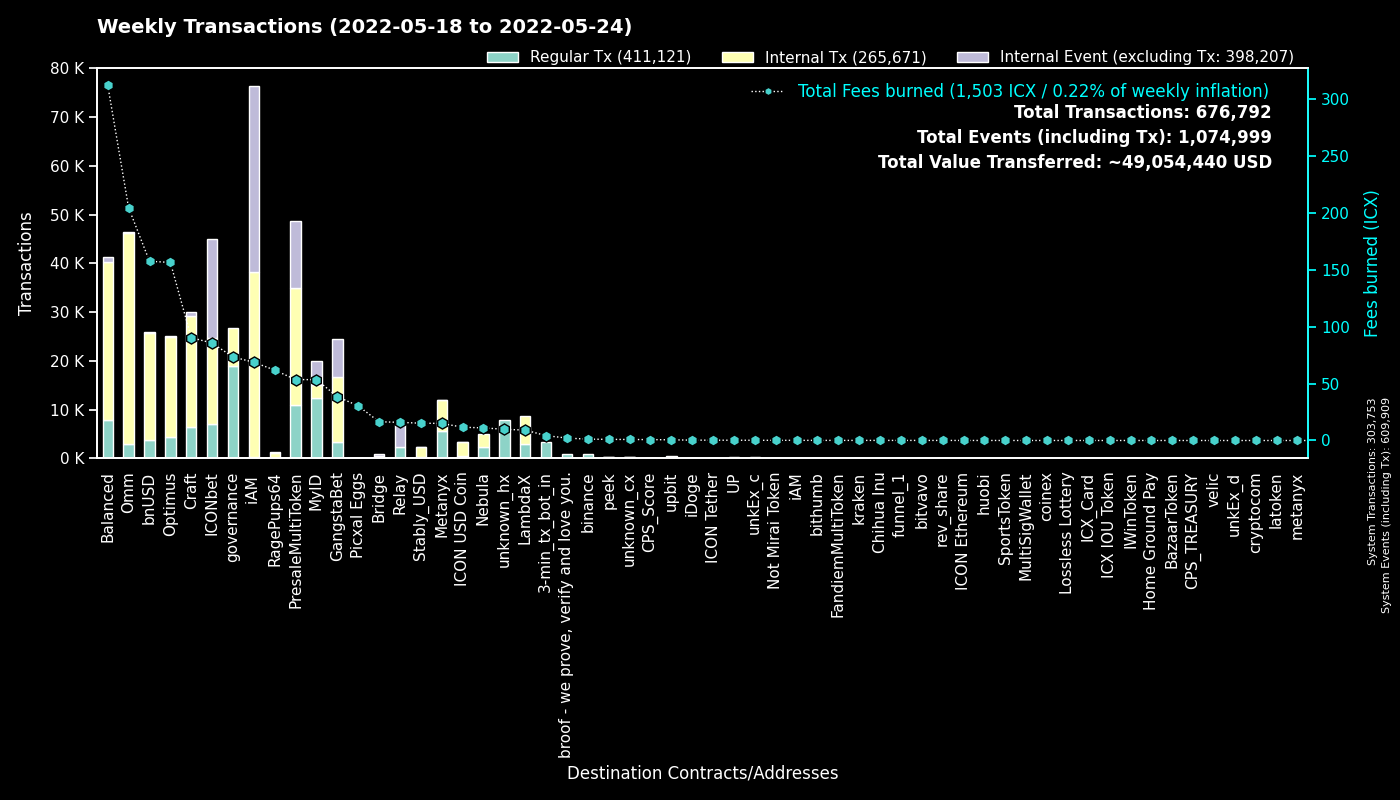 Weekly Transactions (2022-05-18 to 2022-05-24)
Regular Tx (411,121)
Internal Tx (265,671)
Internal Event (excluding Tx: 398,207)
Total Fees burned (1,503 ICX / 0.22% of weekly inflation)
Total Transactions: 676,792
Total Events (including Tx): 1,074,999
Total Value Transferred: ~49,054,440 USD
Transactions
80 K
70 K
60 K
50 K
40 K
30 K
20 K
10 K
0 K
300
250
200
150
100
50
0
Fees burned (ICX)
System Transactions: 303,753
System Events (including Tx): 609,909
Balanced
Omm
bnUSD
Optimus
Craft
ICONbet
governance
iAM
RagePups64
PresaleMultiToken
MyID
GangstaBet
Picxal Eggs
Bridge
Relay
Stably_USD
Metanyx
ICON USD Coin
Nebula
unknown_hx
LambdaX
3-min_tx_bot_in
broof - we prove, verify and love you.
binance
peek
unknown_cx
CPS_Score
upbit
iDoge
ICON Tether
UP
unkEx_c
Not Mirai Token
iAM
bithumb
FandiemMultiToken
kraken
Chihua Inu
funnel_1
bitvavo
rev_share
ICON Ethereum
huobi
SportsToken
MultiSigWallet
coinex
Lossless Lottery
ICX_Card
ICX IOU Token
IWinToken
Home Ground Pay
BazaarToken
CPS_TREASURY
velic
unkEx_d
cryptocom
latoken
metanyx
Destination Contracts/Addresses